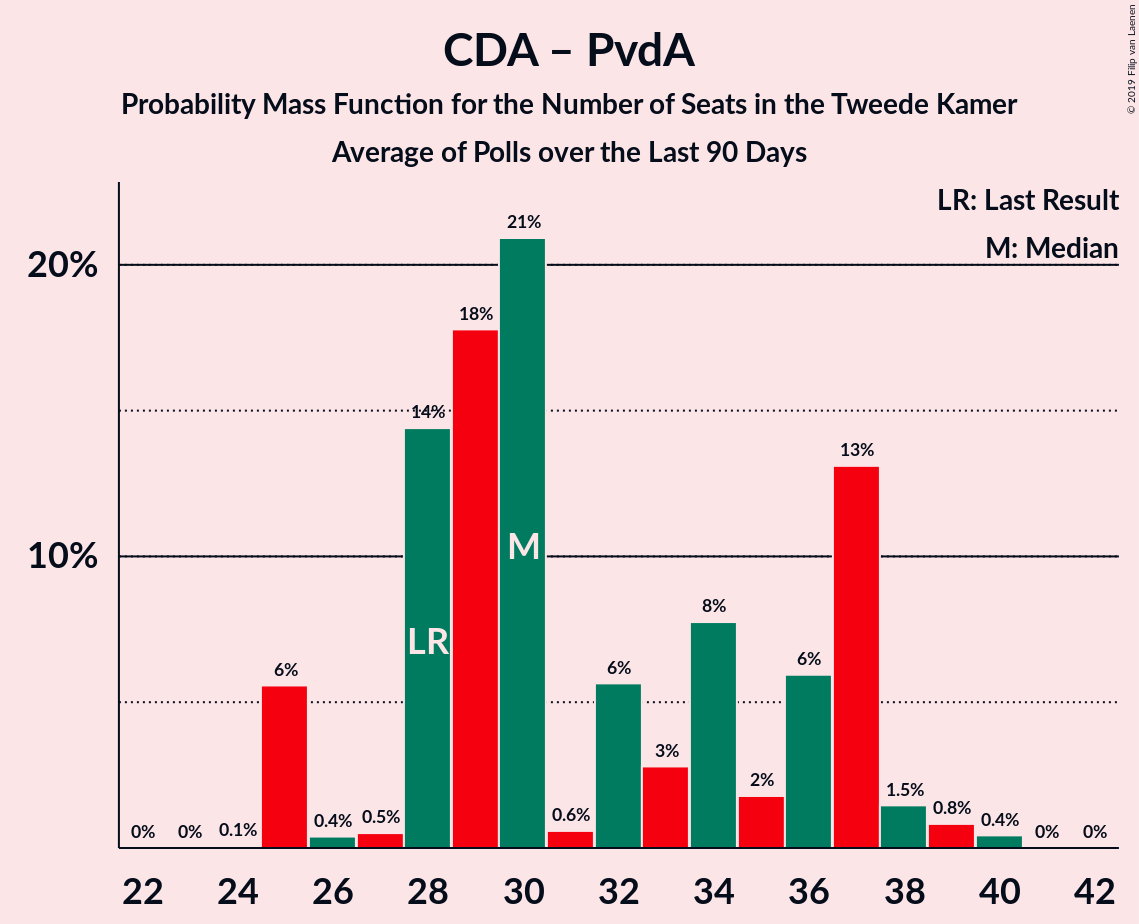 CDA – PvdA
Probability Mass Function for the Number of Seats in the Tweede Kamer
Average of Polls over the Last 90 Days
© 2019 Filip van Laenen
LR: Last Result
M: Median
20%
10%
0%
0%
0.1%
6%
0.4%
0.5%
14%
18%
21%
0.6%
6%
3%
8%
2%
6%
13%
1.5%
0.8%
0.4%
0%
0%
LR
M
22 24 26 28 30 32 34 36 38 40 42